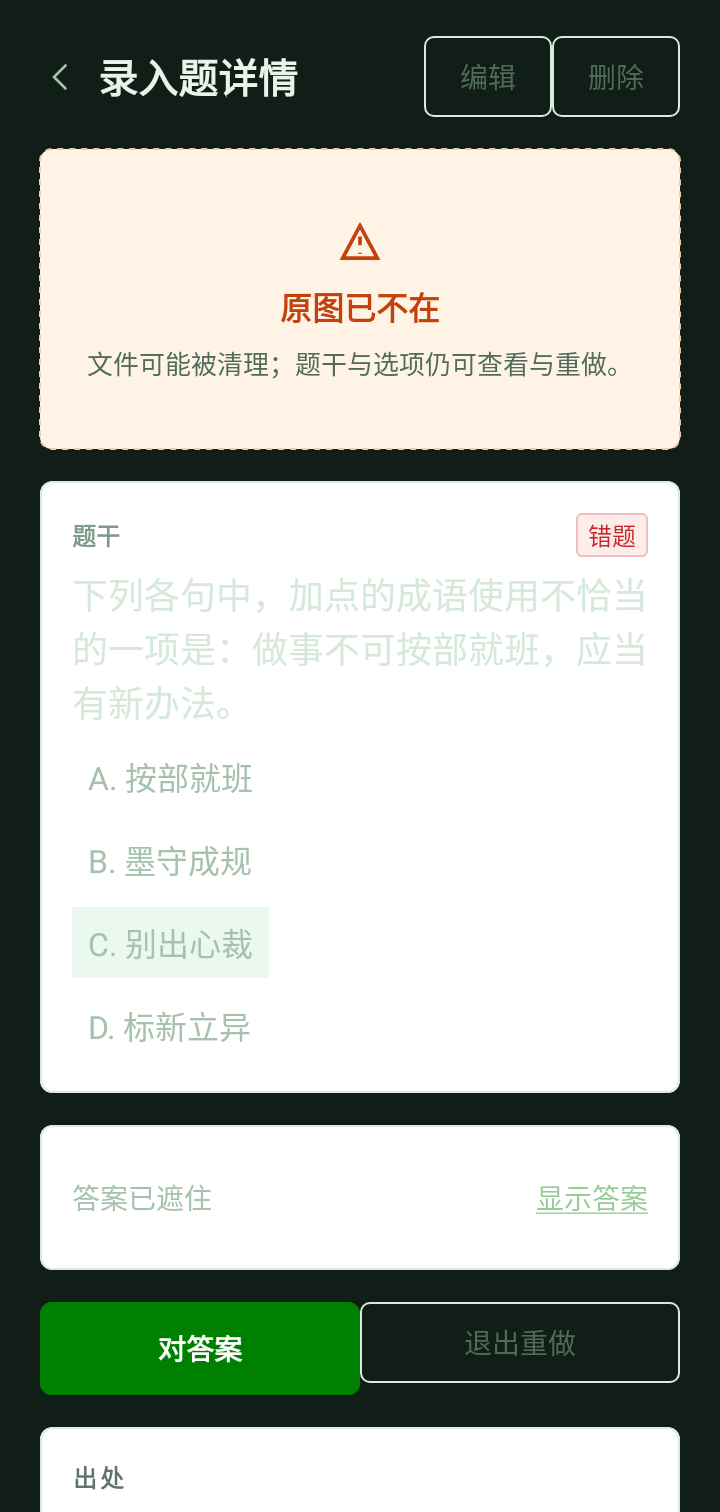 录入题详情
编辑
删除
原图已不在
文件可能被清理；题干与选项仍可查看与重做。
题干
错题
下列各句中，加点的成语使用不恰当
的一项是：做事不可按部就班，应当
有新办法。
A. 按部就班
B. 墨守成规
C. 别出心裁
D. 标新立异
答案已遮住
显示答案
对答案
退出重做
出处